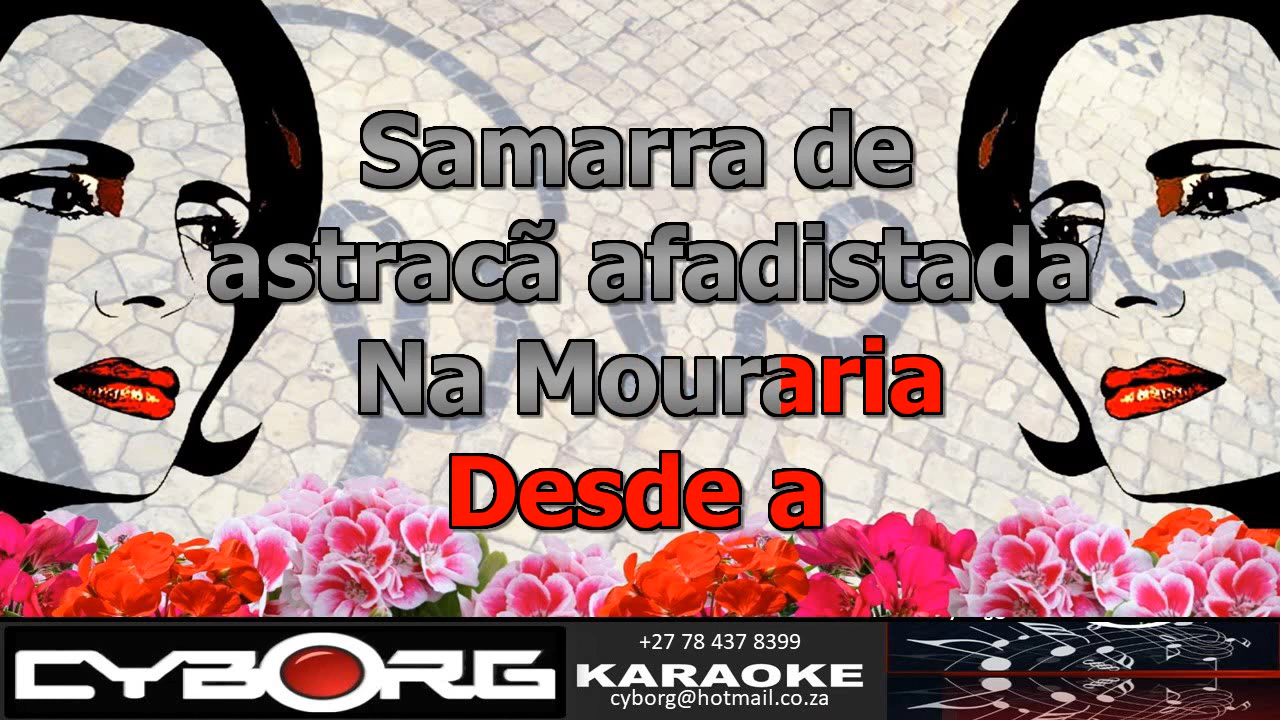 Samarra de
astracã afadistada
Na Mouraria
Desde a
CYBORG
+27 78 437 8399
KARAOKE
cyborg@hotmail.co.za